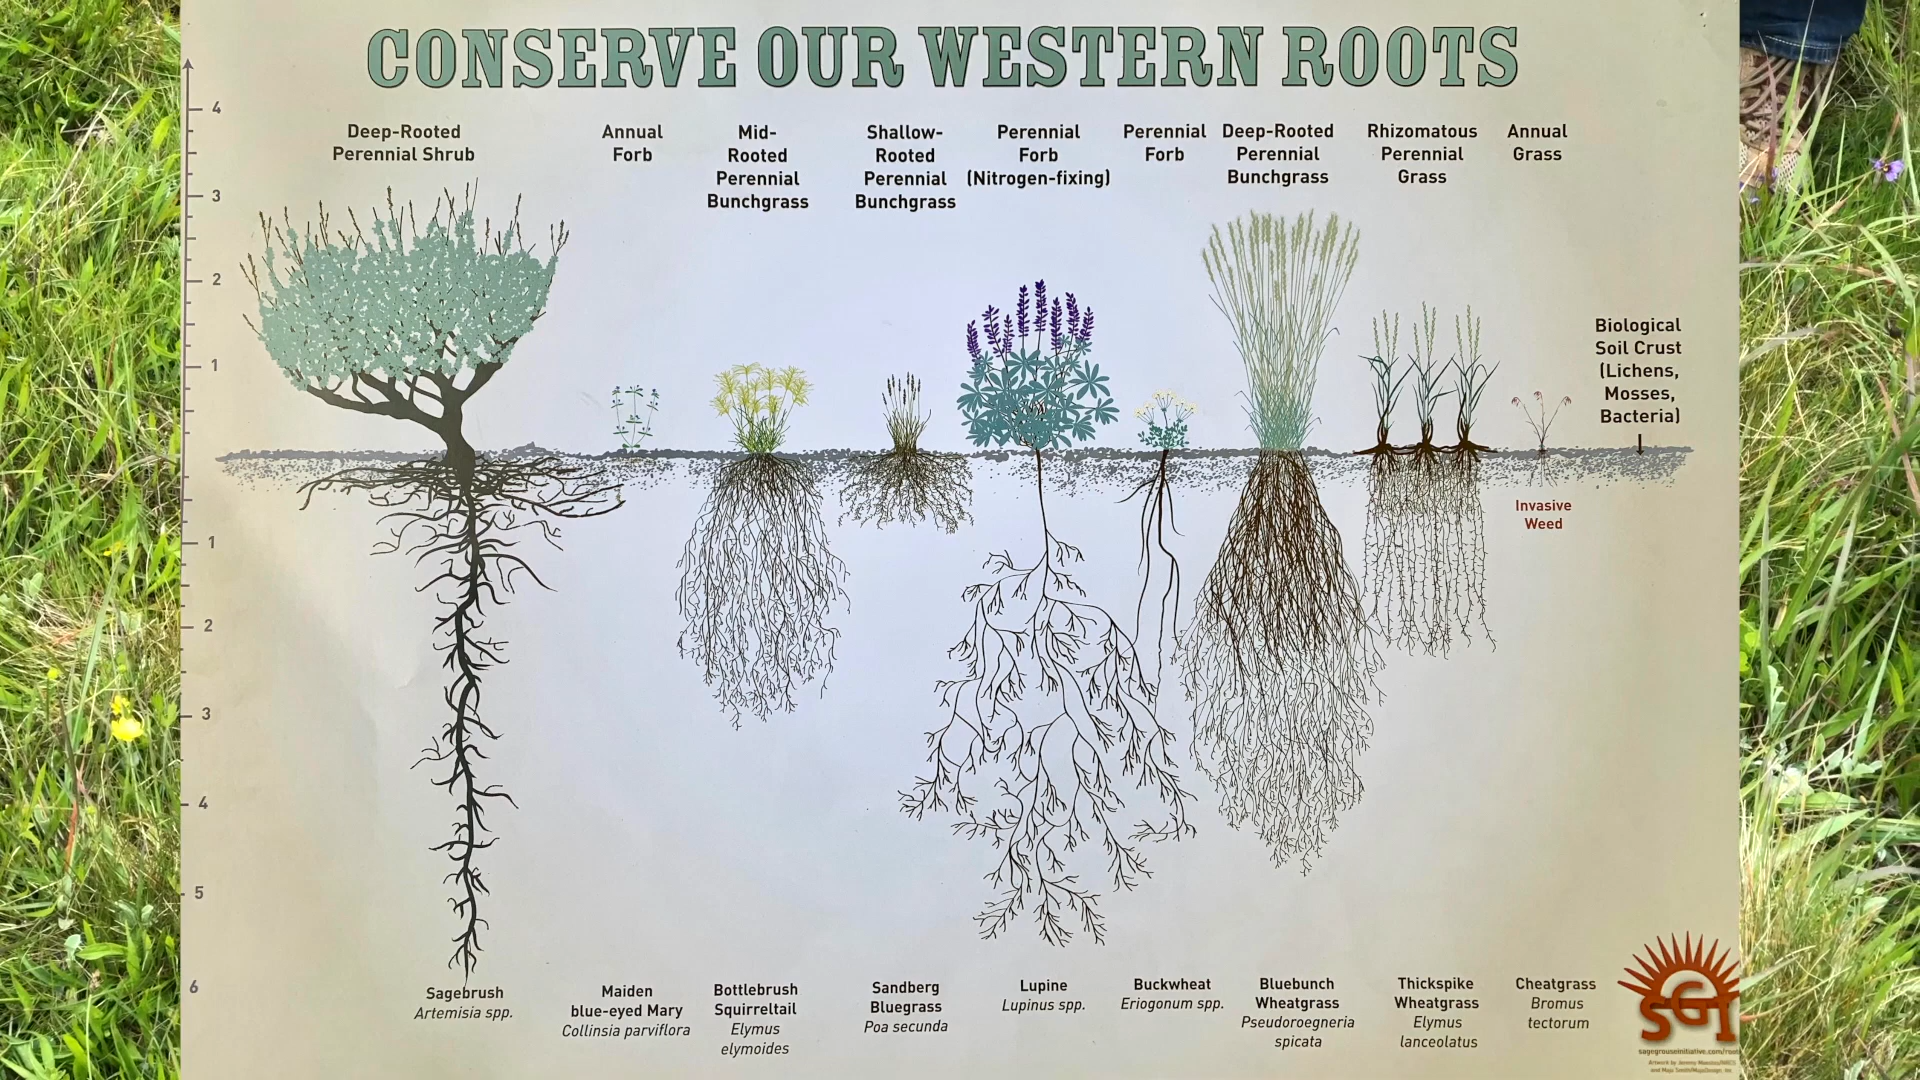 CONSERVE OUR WESTERN ROOTS
4
3
2
1
1
2
3
4
5
6
Deep-Rooted
Perennial Shrub
Annual
Forb
Mid-
Rooted
Perennial
Bunchgrass
Shallow-
Rooted
Perennial
Bunchgrass
Perennial
Forb
(Nitrogen-fixing)
Perennial
Forb
Deep-Rooted
Perennial
Bunchgrass
Rhizomatous
Perennial
Grass
Annual
Grass
Biological
Soil Crust
(Lichens,
Mosses,
Bacteria)
Invasive
Weed
Sagebrush
Artemisia spp.
Maiden
blue-eyed Mary
Collinsia parviflora
Bottlebrush
Squirreltail
Elymus
elymoides
Sandberg
Bluegrass
Poa secunda
Lupine
Lupinus spp.
Buckwheat
Eriogonum spp.
Bluebunch
Wheatgrass
Pseudoroegneria
spicata
Thickspike
Wheatgrass
Elymus
lanceolatus
Cheatgrass
Bromus
tectorum
SGI
sagegrouseinitiative.com/root